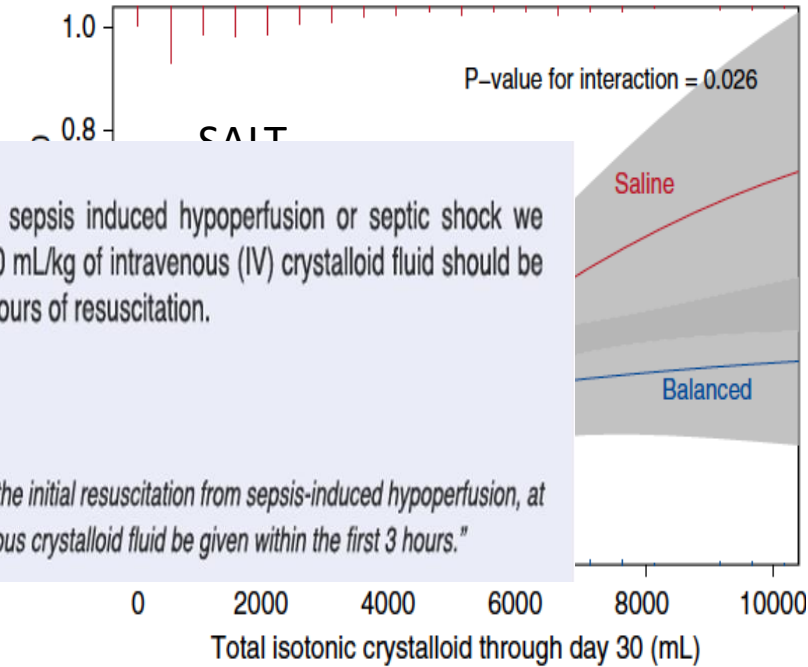 1.0
P–value for interaction = 0.026
0.8
SALT
Saline
sepsis induced hypoperfusion or septic shock we
mL/kg of intravenous (IV) crystalloid fluid should be
of resuscitation.
Balanced
the initial resuscitation from sepsis-induced hypoperfusion, at
crystalloid fluid be given within the first 3 hours.”
0 2000 4000 6000 8000 10000
Total isotonic crystalloid through day 30 (mL)